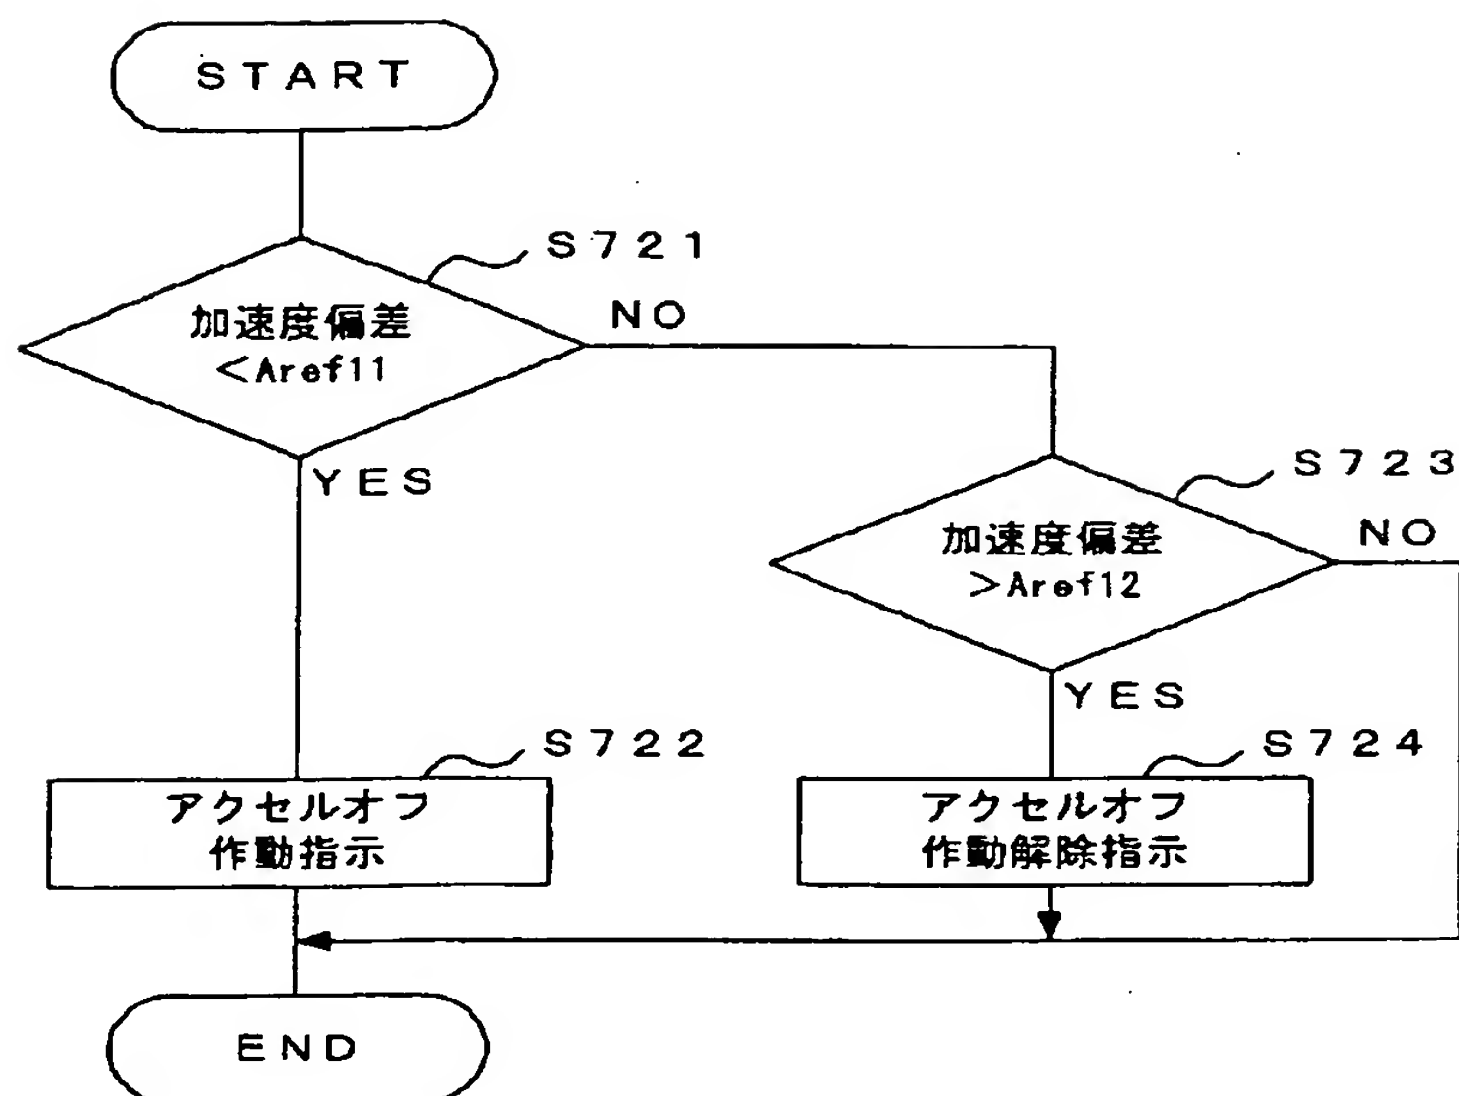 START
S721
加速度偏差
<Aref11
NO
YES
S723
加速度偏差
>Aref12
NO
YES
S722
アクセルオフ
作動指示
S724
アクセルオフ
作動解除指示
END